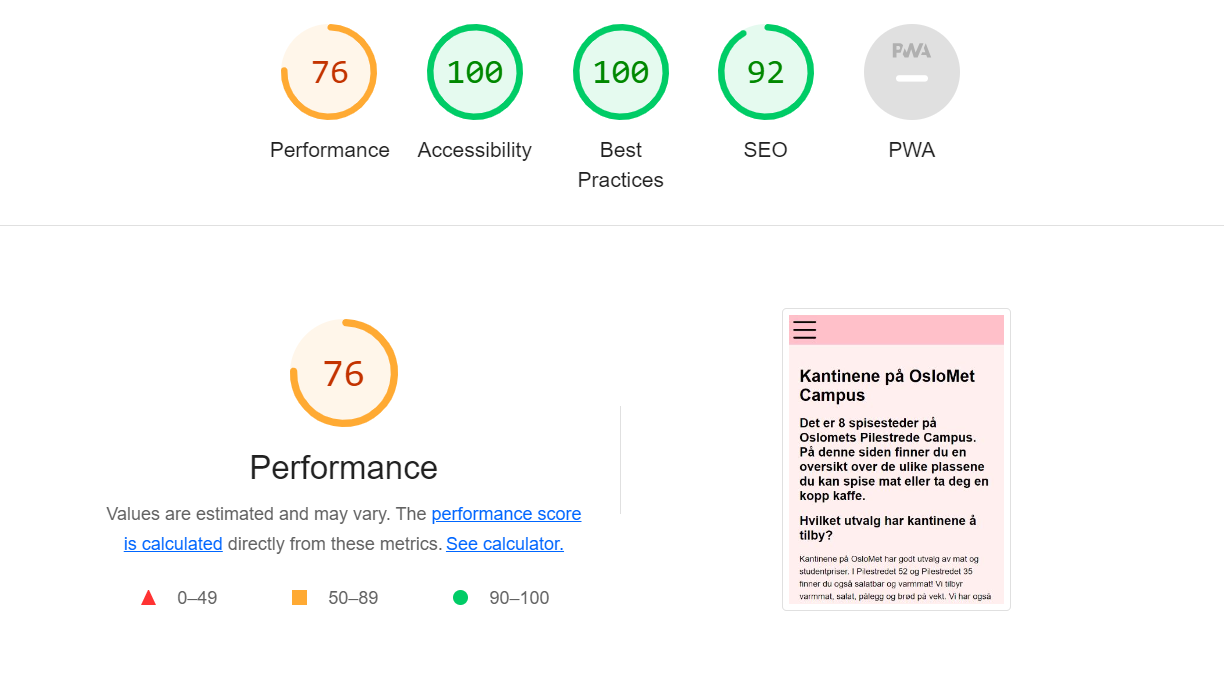 76
100
100
92
PWA
Performance
Accessibility
Best
Practices
SEO
PWA
76
Performance
Values are estimated and may vary. The performance score
is calculated directly from these metrics. See calculator.
0–49
50–89
90–100
Kantinene på OsloMet
Campus
Det er 8 spisesteder på
Oslomets Pilestrede Campus.
På denne siden finner du en
oversikt over de ulike plassene
du kan spise mat eller ta deg en
kopp kaffe.
Hvilket utvalg har kantinene å
tilby?
Kantinene på OsloMet har godt utvalg av mat og
studentpriser. I Pilestredet 52 og Pilestredet 35
finner du også salatbar og varmmat! Vi tilbyr
varmmat, salat, pålegg og brød på vekt. Vi har også